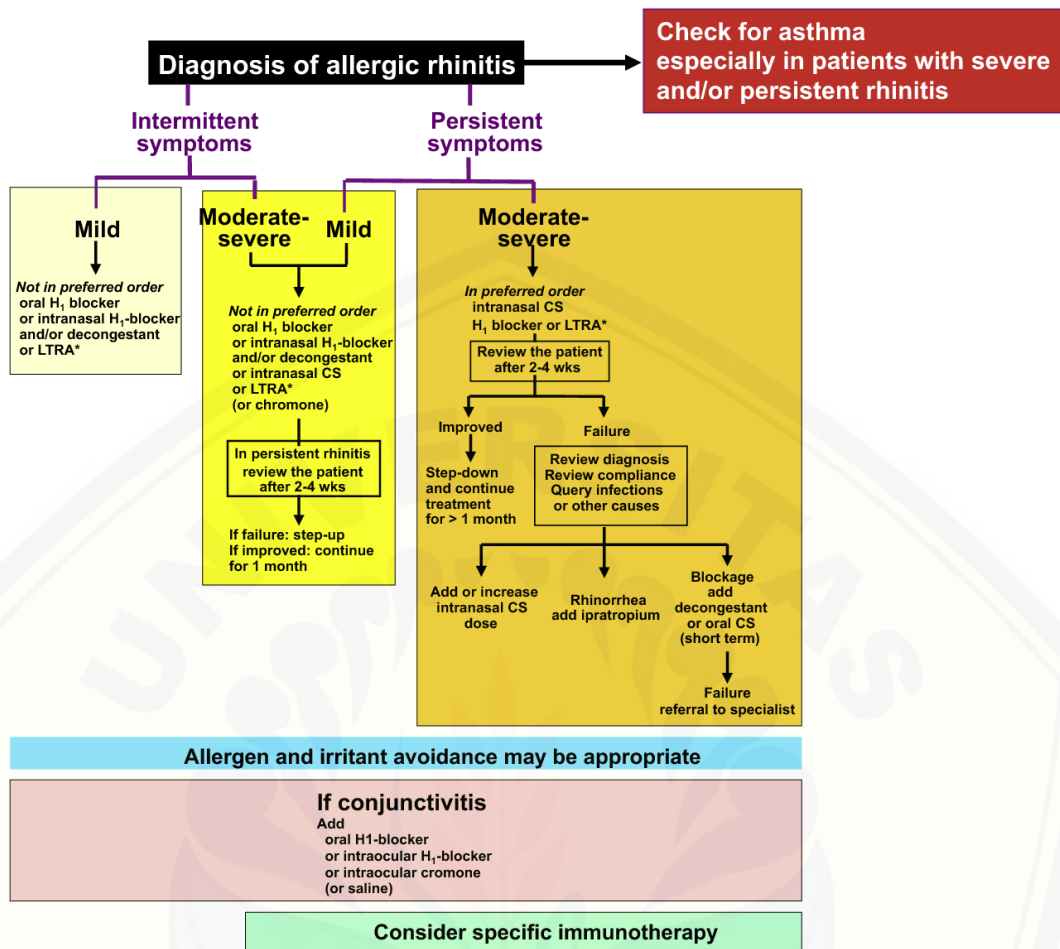 Diagnosis of allergic rhinitis
Check for asthma
especially in patients with severe
and/or persistent rhinitis
Intermittent
symptoms
Persistent
symptoms
Mild
Not in preferred order
oral H₁ blocker
or intranasal H₁-blocker
and/or decongestant
or LTRA*
Moderate-
severe
Mild
Not in preferred order
oral H₁ blocker
or intranasal H₁-blocker
and/or decongestant
or intranasal CS
or LTRA*
(or chromone)
In persistent rhinitis
review the patient
after 2-4 wks
If failure: step-up
If improved: continue
for 1 month
Moderate-
severe
In preferred order
intranasal CS
H₁ blocker or LTRA*
Review the patient
after 2-4 wks
Improved
Step-down
and continue
treatment
for > 1 month
Failure
Review diagnosis
Review compliance
Query infections
or other causes
Add or increase
intranasal CS
dose
Rhinorrhea
add ipratropium
Blockage
add
decongestant
or oral CS
(short term)
Failure
referral to specialist
Allergen and irritant avoidance may be appropriate
If conjunctivitis
Add
oral H1-blocker
or intraocular H₁-blocker
or intraocular cromone
(or saline)
Consider specific immunotherapy
UNIVERSITAS